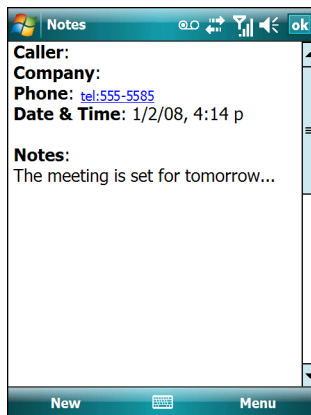 Notes
ok
Caller:
Company:
Phone: tel:555-5585
Date & Time: 1/2/08, 4:14 p
Notes:
The meeting is set for tomorrow...
New
Menu